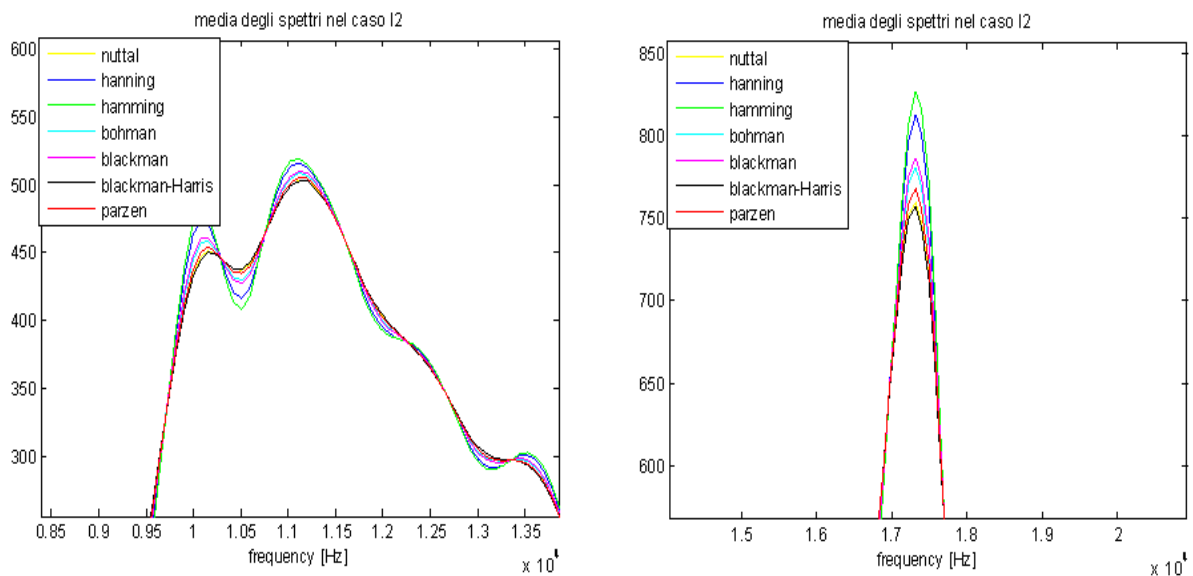 media degli spettri nel caso I2
600
550
500
450
400
350
300
nuttal
hanning
hamming
bohman
blackman
blackman-Harris
parzen
0.85 0.9 0.95 1 1.05 1.1 1.15 1.2 1.25 1.3 1.35
frequency [Hz]
x 10⁴
media degli spettri nel caso I2
850
800
750
700
650
600
nuttal
hanning
hamming
bohman
blackman
blackman-Harris
parzen
1.5 1.6 1.7 1.8 1.9 2
frequency [Hz]
x 10⁴